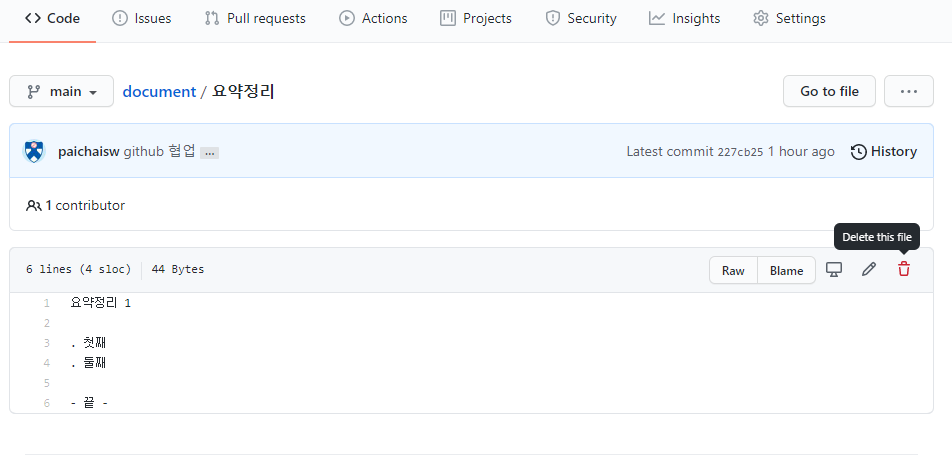 Code Issues Pull requests Actions Projects Security Insights Settings
main document / 요약정리 Go to file ...
paichaisw github 협업 ... Latest commit 227cb25 1 hour ago History
1 contributor
Delete this file
6 lines (4 sloc) 44 Bytes Raw Blame
1 요약정리 1
2
3 . 첫째
4 . 둘째
5
6 - 끝 -